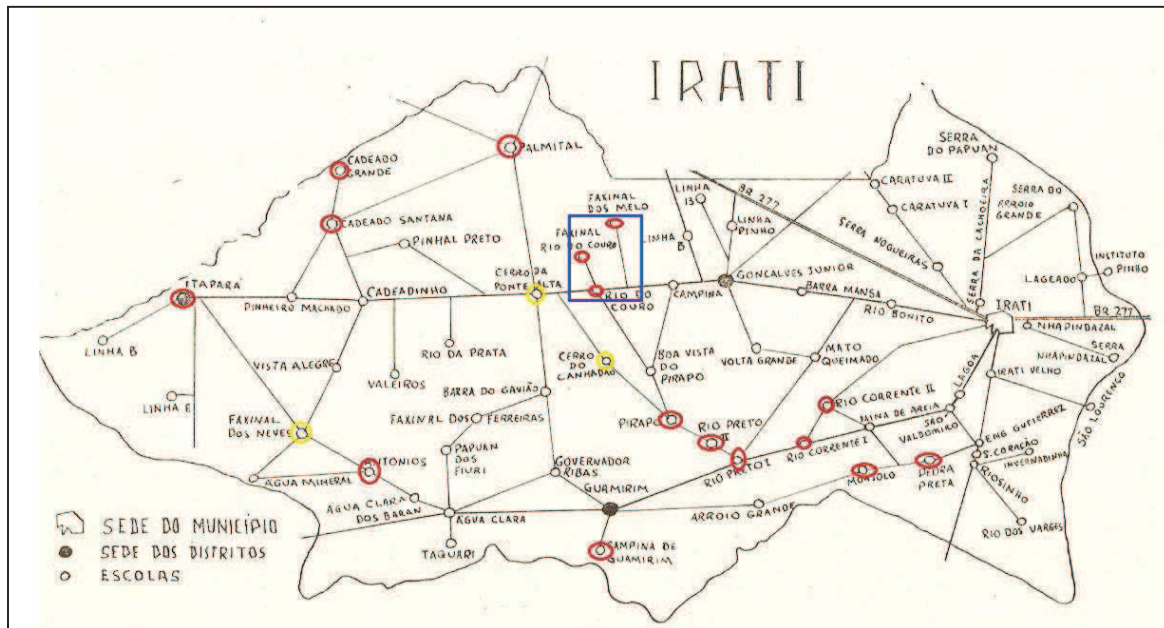 IRATI
SERRA
DO PAPUAN
PALMITAL
CADEADO
GRANDE
CARATUVA II
SERRA DA CACHOEIRA
SERRA DO
ARROIO
GRANDE
BR 277
LINHA
13
FAXINAL
DOS MELO
CARATUVA I
CADEADO SANTANA
LINHA
PINHO
FAXINAL
RIO DO COURO
LINHA B
SERRA NOGUEIRAS
PINHAL PRETO
INSTITUTO
PINHO
LAGEADO
ITAPARÁ
CERRO DA
PONTE ALTA
GONÇALVES JUNIOR
CADEADINHO
RIO DO
COURO
CAMPINA
BARRA MANSA
PINHEIRO MACHADO
RIO BONITO
IRATI
BR 277
NHAPINDAZAL
LINHA B
RIO DA PRATA
SERRA
NHAPINDAZAL
CERRO
DO CANHADÃO
BOA VISTA
DO
PIRAPO
VOLTA GRANDE
MATO
QUEIMADO
VISTA ALEGRE
VALEIROS
IRATI VELHO
LAGOA
BARRA DO GAVIÃO
LINHA E
RIO CORRENTE II
SÃO LOURENÇO
FAXINAL DOS FERREIRAS
FAXINAL
DOS NEVES
PIRAPO
RIO PRETO
II
MINA DE AREIA
SÃO
VALDOMIRO
ENG GUTIERREZ
S. CORAÇÃO
RIO CORRENTE I
INVERNADINHA
PAPUAN
DOS
FIURI
RIO PRETO I
ANTONIOS
GOVERNADOR
RIBAS
MONJOLO
PEDRA
PRETA
RIOSINHO
AGUA MINERAL
GUAMIRIM
AGUA CLARA
DOS BARAN
AGUA CLARA
ARROIO GRANDE
RIO DOS VARGES
SEDE DO MUNICÍPIO
SEDE DOS DISTRITOS
TAQUARI
CAMPINA DE
GUAMIRIM
ESCOLAS